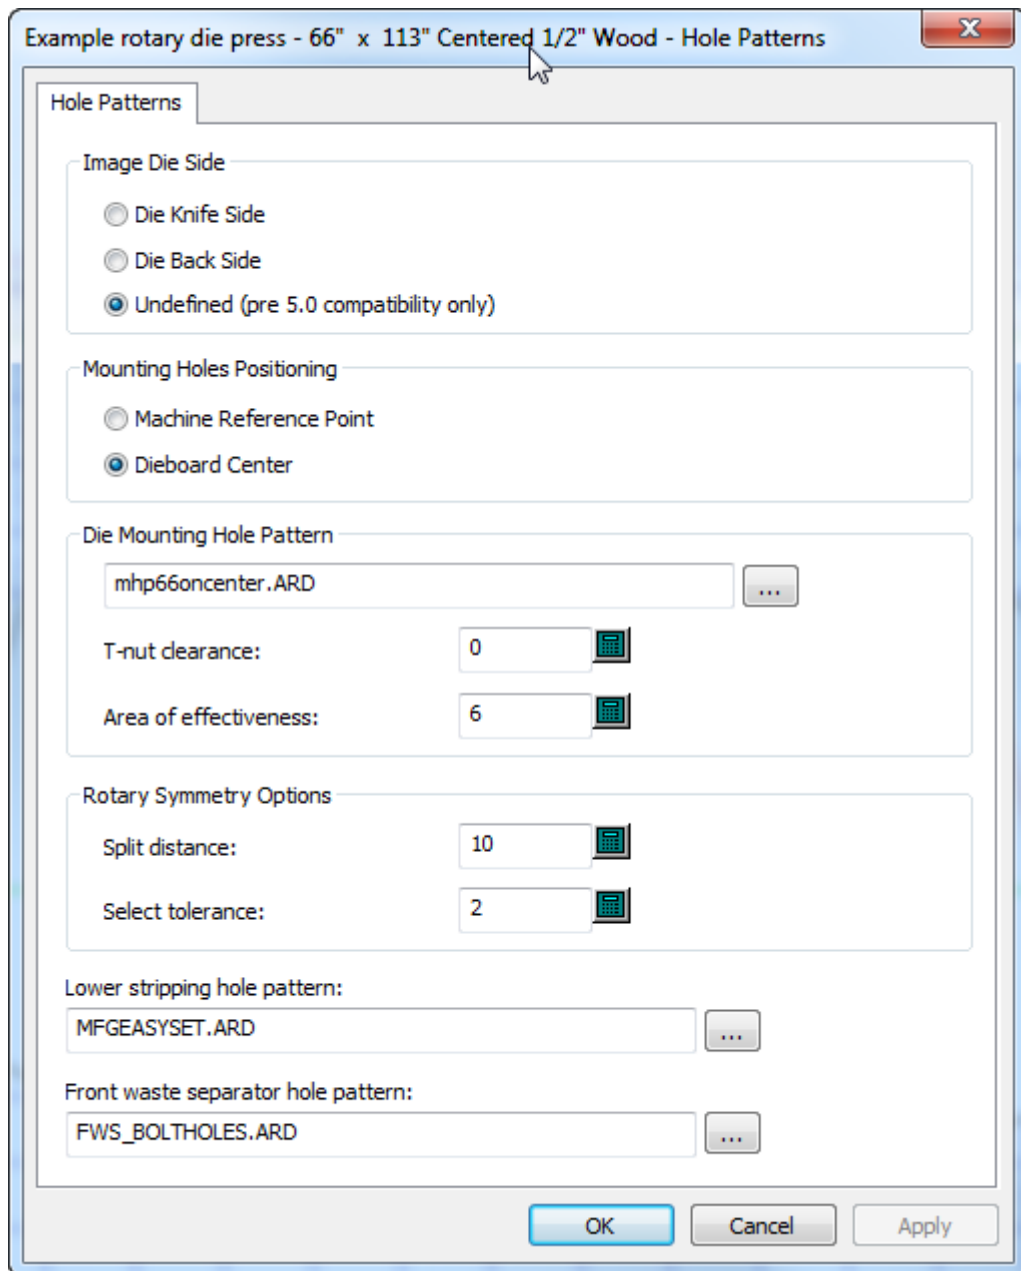 Example rotary die press - 66" x 113" Centered 1/2" Wood - Hole Patterns
Hole Patterns
Image Die Side
Die Knife Side
Die Back Side
Undefined (pre 5.0 compatibility only)
Mounting Holes Positioning
Machine Reference Point
Dieboard Center
Die Mounting Hole Pattern
mhp66oncenter.ARD ...
T-nut clearance: 0
Area of effectiveness: 6
Rotary Symmetry Options
Split distance: 10
Select tolerance: 2
Lower stripping hole pattern:
MFGEASYSET.ARD ...
Front waste separator hole pattern:
FWS_BOLTHOLES.ARD ...
OK Cancel Apply